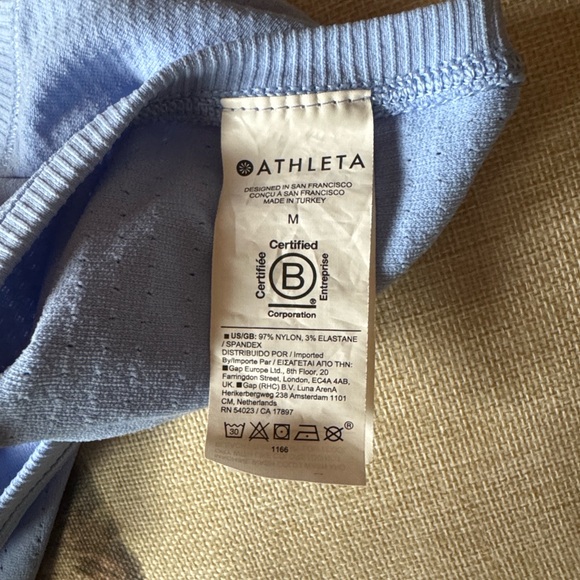 ATHLETA
DESIGNED IN SAN FRANCISCO
CONÇU À SAN FRANCISCO
MADE IN TURKEY
M
Certified
Certifiée
B
Entreprise
®
Corporation
US/GB: 97% NYLON, 3% ELASTANE
/ SPANDEX
DISTRIBUIDO POR / Imported
By/Importe Par / ΕΙΣΑΓΕΤΑΙ ΑΠΟ ΤΗΝ:
Gap Europe Ltd., 6th Floor, 20
Farringdon Street, London, EC4A 4AB,
UK. Gap (RHC) B.V. Luna ArenA
Herikerbergweg 238 Amsterdam 1101
CM, Netherlands
RN 54023 / CA 17897
30 ®
1166